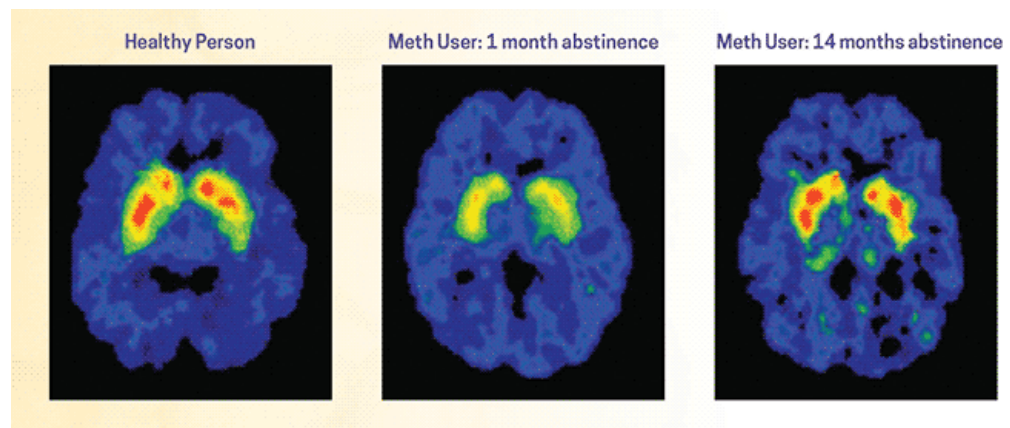 Healthy Person
Meth User: 1 month abstinence
Meth User: 14 months abstinence